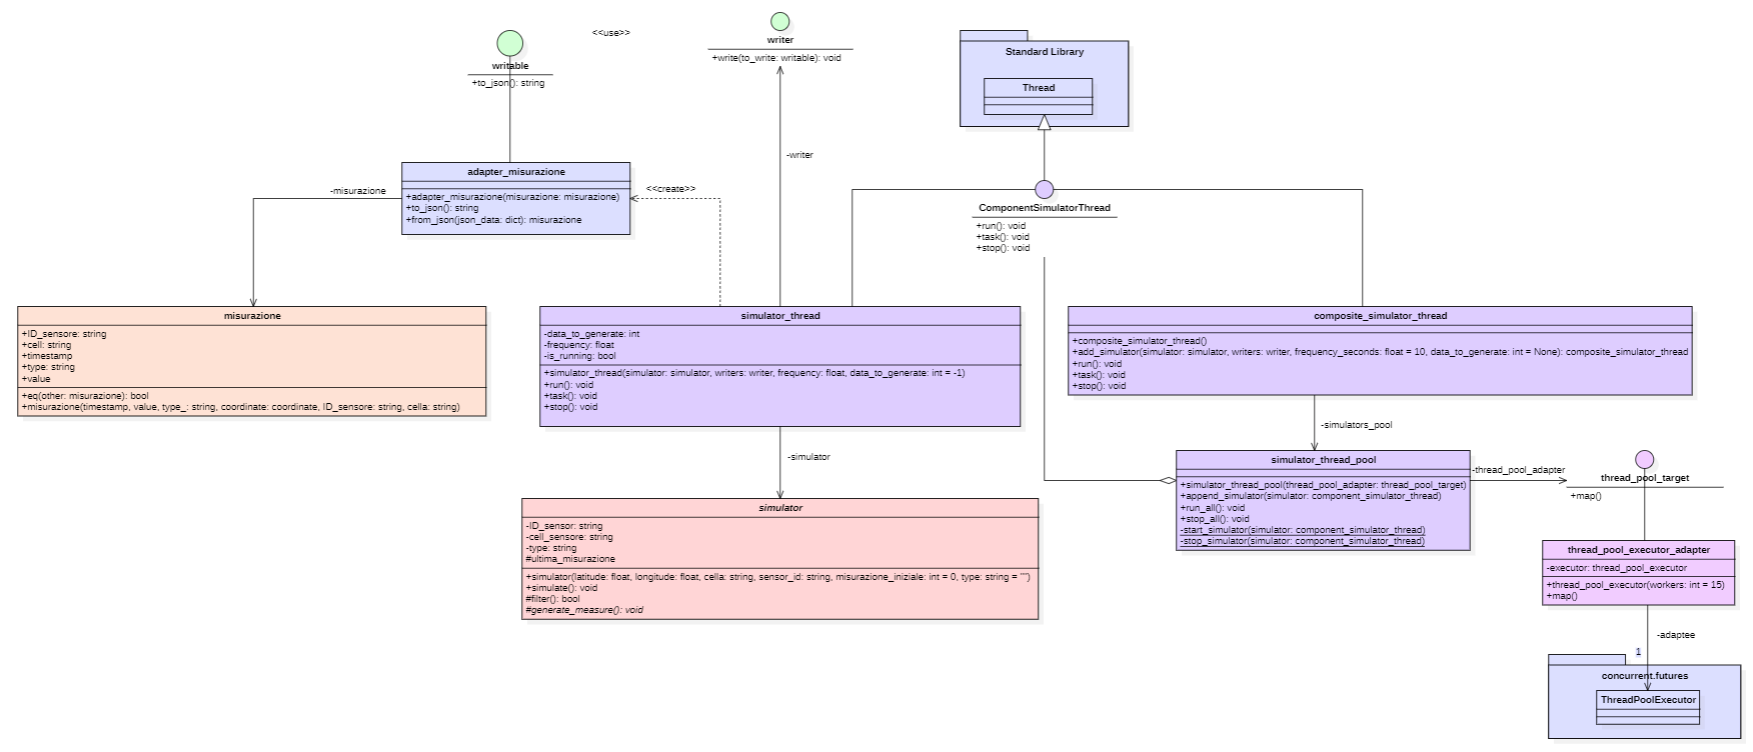 <<use>>
writable
+to_json(): string
writer
+write(to_write: writable): void
-writer
Standard Library
Thread
adapter_misurazione
+adapter_misurazione(misurazione: misurazione)
+to_json(): string
+from_json(json_data: dict): misurazione
-misurazione
<<create>>
ComponentSimulatorThread
+run(): void
+task(): void
+stop(): void
misurazione
+ID_sensore: string
+cell: string
+timestamp
+type: string
+value
+eq(other: misurazione): bool
+misurazione(timestamp, value, type_: string, coordinate: coordinate, ID_sensore: string, cella: string)
simulator_thread
-data_to_generate: int
-frequency: float
-is_running: bool
+simulator_thread(simulator: simulator, writers: writer, frequency: float, data_to_generate: int = -1)
+run(): void
+task(): void
+stop(): void
composite_simulator_thread
+composite_simulator_thread()
+add_simulator(simulator: simulator, writers: writer, frequency_seconds: float = 10, data_to_generate: int = None): composite_simulator_thread
+run(): void
+task(): void
+stop(): void
-simulators_pool
-simulator
simulator_thread_pool
+simulator_thread_pool(thread_pool_adapter: thread_pool_target)
+append_simulator(simulator: component_simulator_thread)
+run_all(): void
+stop_all(): void
-start_simulator(simulator: component_simulator_thread)
-stop_simulator(simulator: component_simulator_thread)
-thread_pool_adapter
thread_pool_target
+map()
simulator
-ID_sensor: string
-cell_sensore: string
-type: string
#ultima_misurazione
+simulator(latitude: float, longitude: float, cella: string, sensor_id: string, misurazione_iniziale: int = 0, type: string = "")
+simulate(): void
#filter(): bool
#generate_measure(): void
thread_pool_executor_adapter
-executor: thread_pool_executor
+thread_pool_executor(workers: int = 15)
+map()
-adaptee
1
concurrent.futures
ThreadPoolExecutor